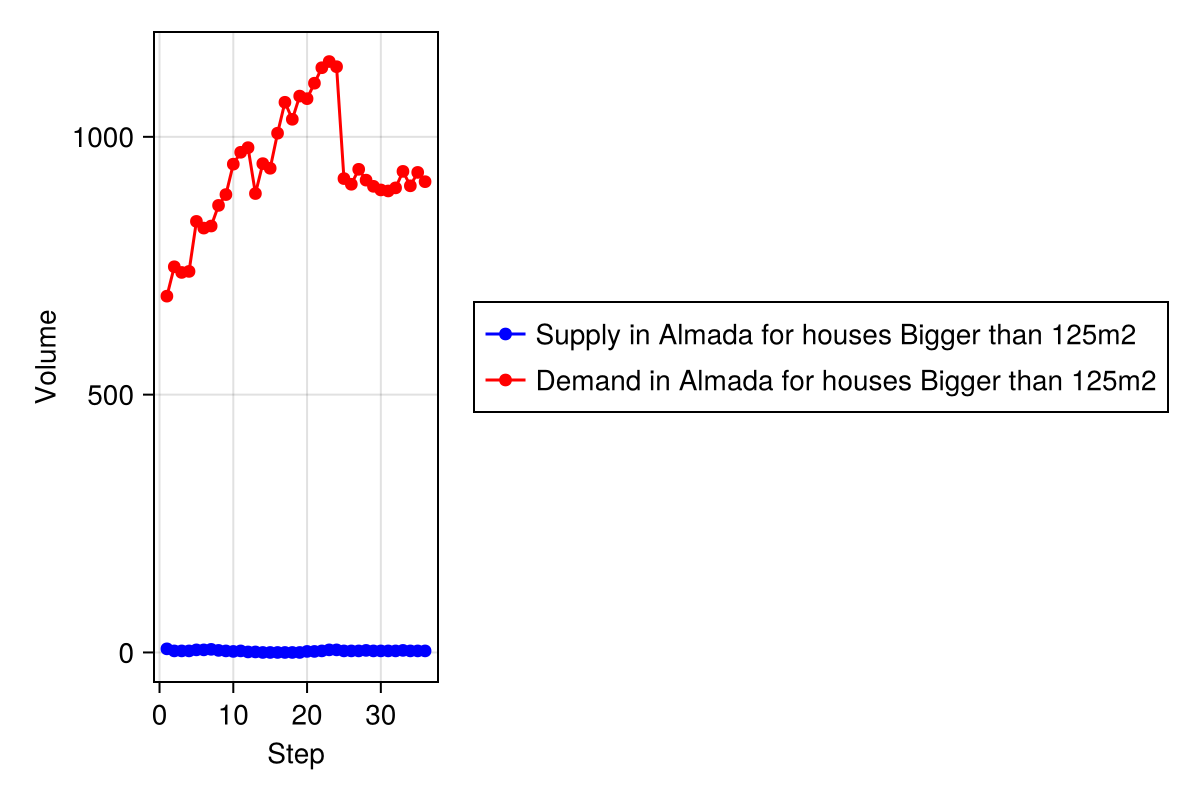 1000
500
0
Volume
0 10 20 30
Step
Supply in Almada for houses Bigger than 125m2
Demand in Almada for houses Bigger than 125m2